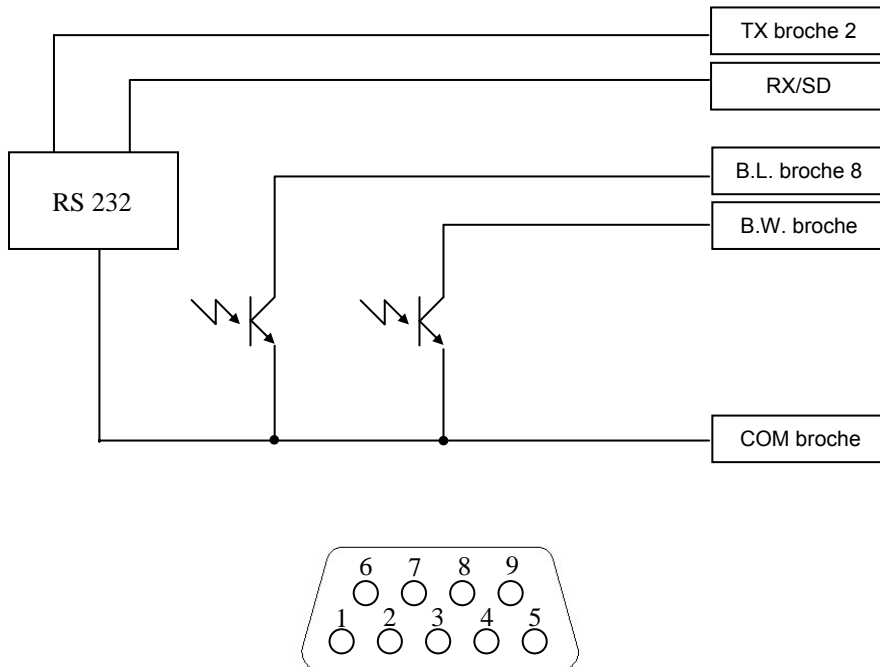 TX broche 2
RX/SD
B.L. broche 8
RS 232
B.W. broche
COM broche
6 7 8 9
1 2 3 4 5